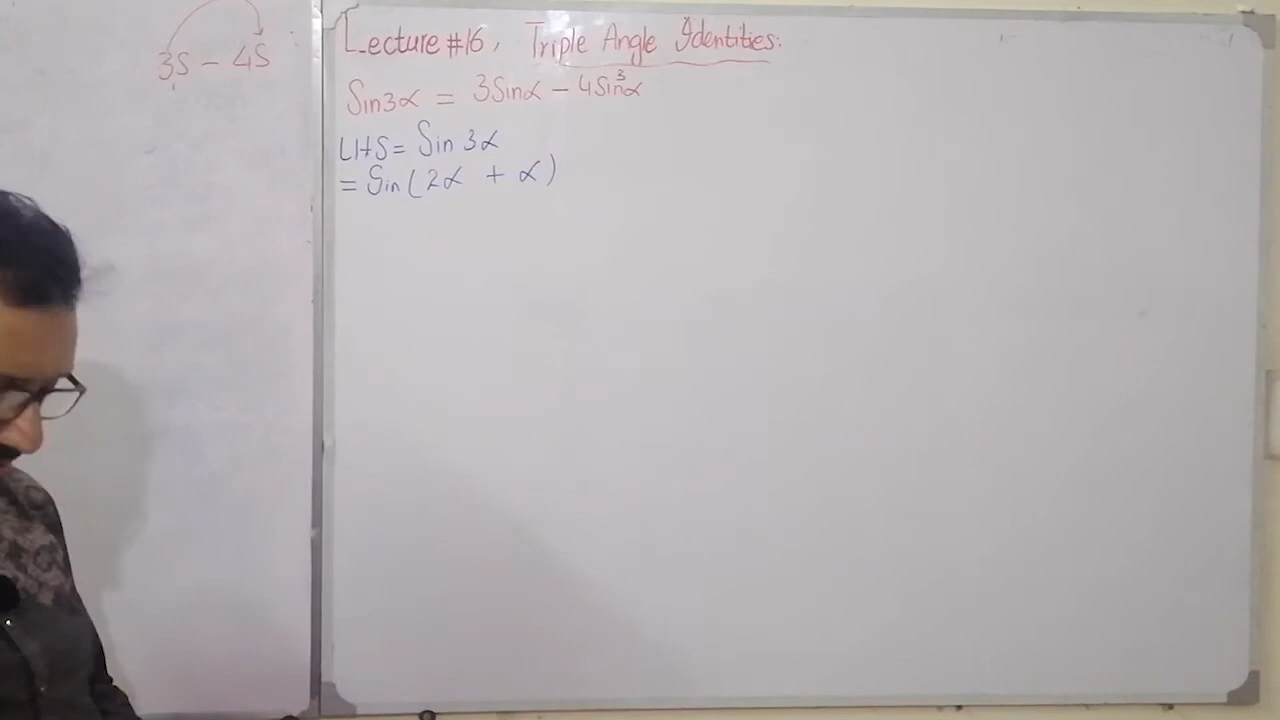 3S - 4S
Lecture #16, Triple Angle Identities:
Sin3α = 3Sinα - 4Sin³α
LHS = Sin 3α
= Sin(2α + α)